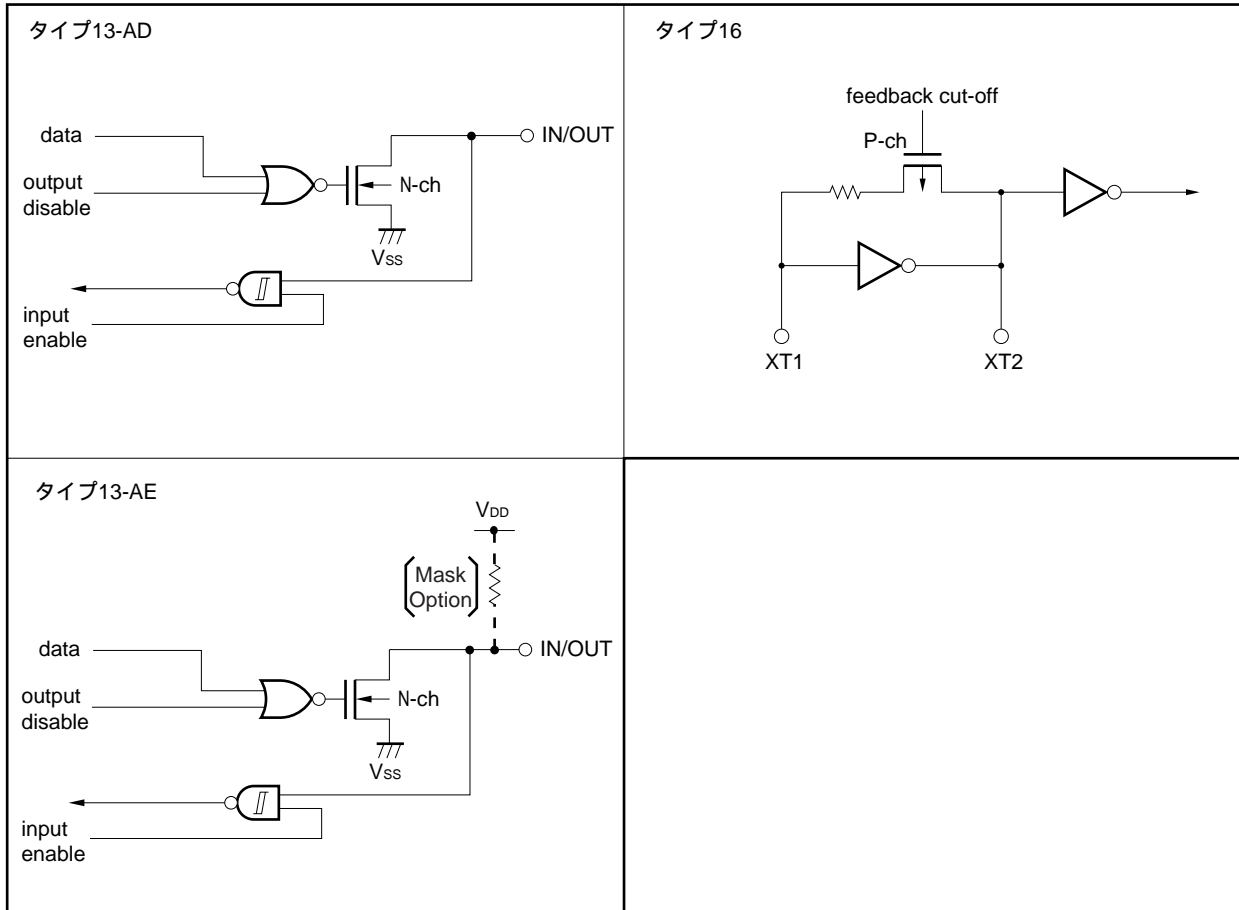 タイプ13-AD
data
output
disable
N-ch
IN/OUT
VSS
input
enable
タイプ16
feedback cut-off
P-ch
XT1
XT2
タイプ13-AE
VDD
Mask
Option
data
output
disable
N-ch
IN/OUT
VSS
input
enable